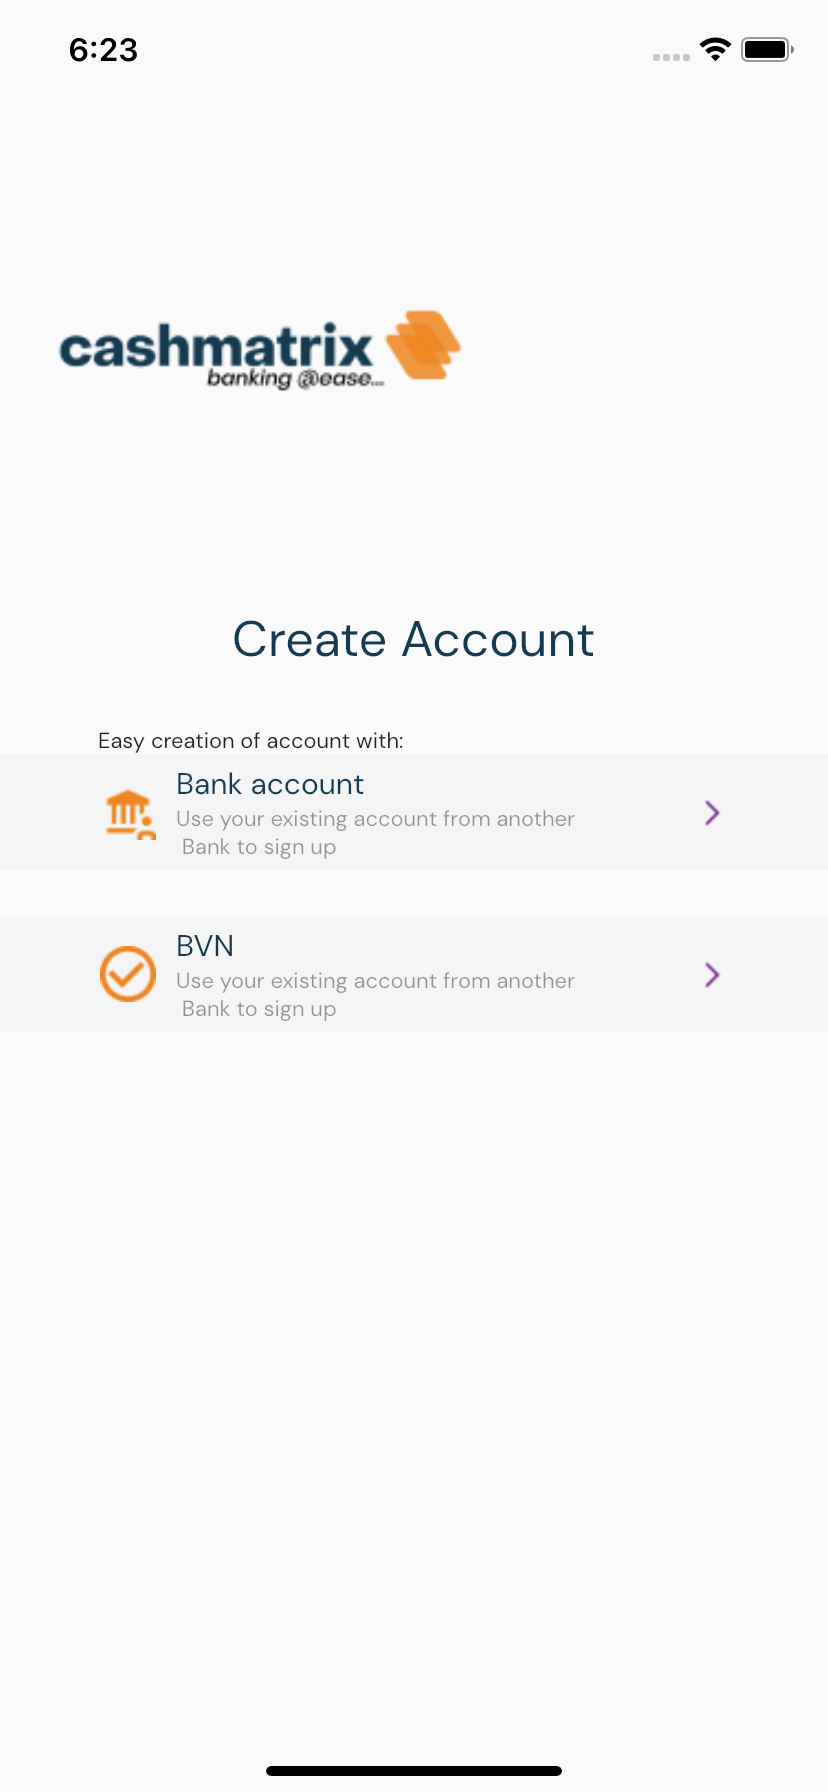 6:23
cashmatrix
banking @ease...
Create Account
Easy creation of account with:
Bank account
Use your existing account from another
Bank to sign up
BVN
Use your existing account from another
Bank to sign up